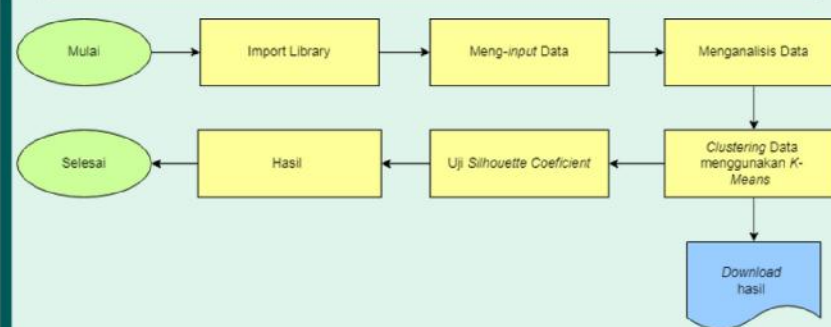 Mulai
Import Library
Meng-input Data
Menganalisis Data
Selesai
Hasil
Uji Silhouette Coeficient
Clustering Data
menggunakan K-
Means
Download
hasil